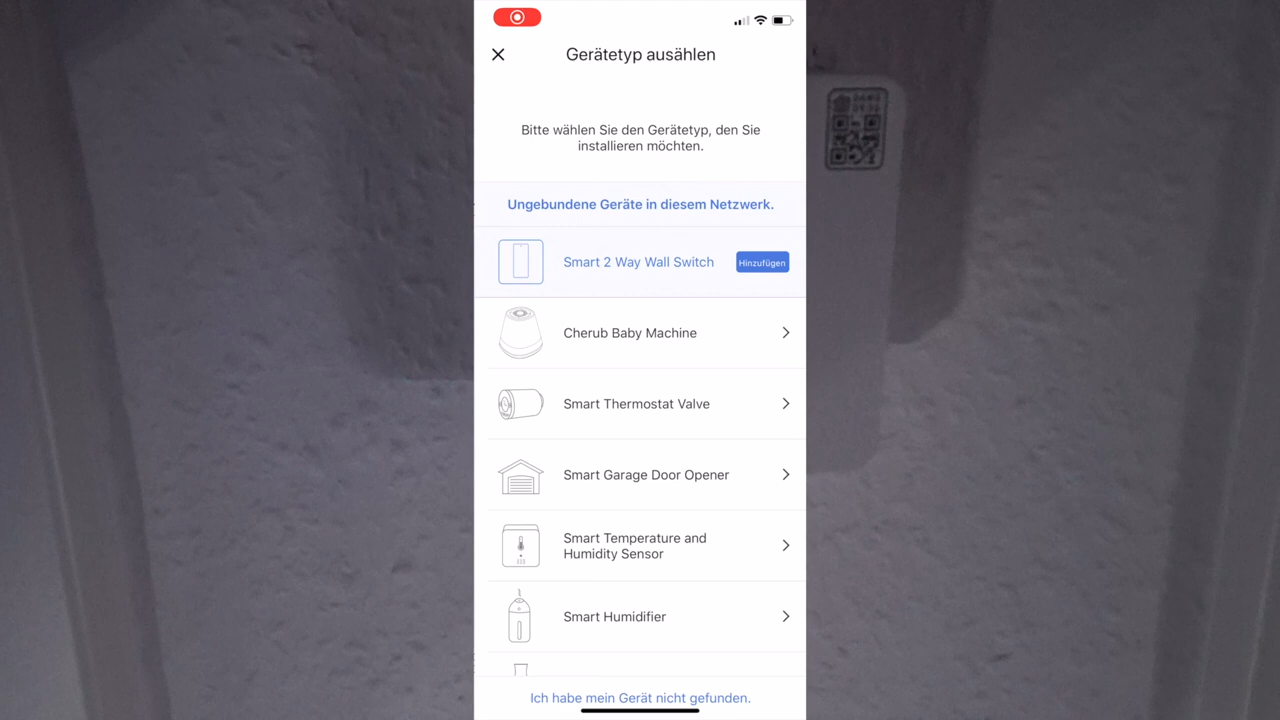 Gerätetyp ausählen
Bitte wählen Sie den Gerätetyp, den Sie
installieren möchten.
Ungebundene Geräte in diesem Netzwerk.
Smart 2 Way Wall Switch
Hinzufügen
Cherub Baby Machine
Smart Thermostat Valve
Smart Garage Door Opener
Smart Temperature and
Humidity Sensor
Smart Humidifier
Ich habe mein Gerät nicht gefunden.